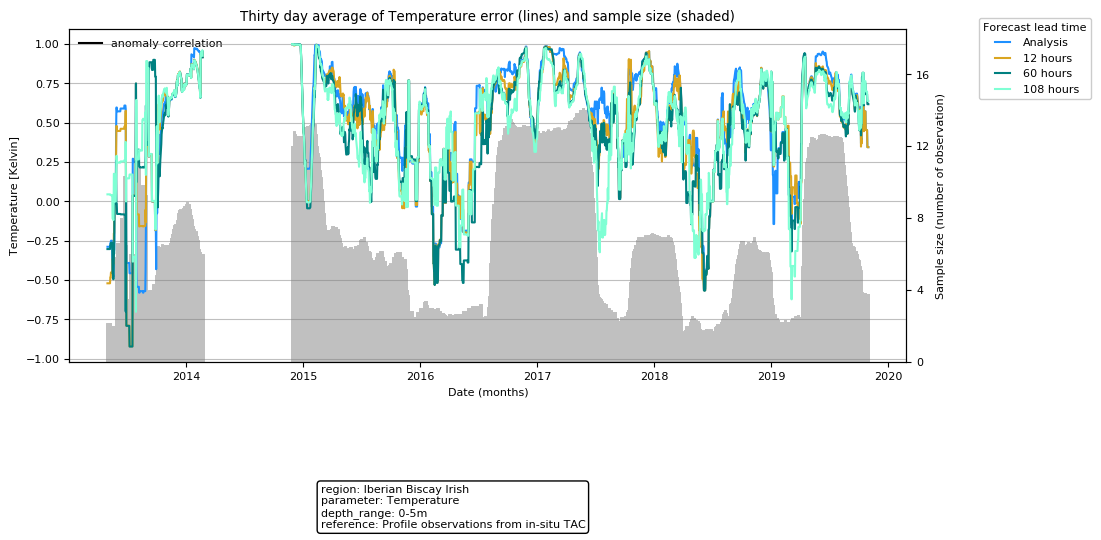 Thirty day average of Temperature error (lines) and sample size (shaded)
Forecast lead time
Analysis
12 hours
60 hours
108 hours
anomaly correlation
1.00
0.75
0.50
0.25
0.00
−0.25
−0.50
−0.75
−1.00
Temperature [Kelvin]
16
12
8
4
0
Sample size (number of observation)
2014
2015
2016
2017
2018
2019
2020
Date (months)
region: Iberian Biscay Irish
parameter: Temperature
depth_range: 0-5m
reference: Profile observations from in-situ TAC